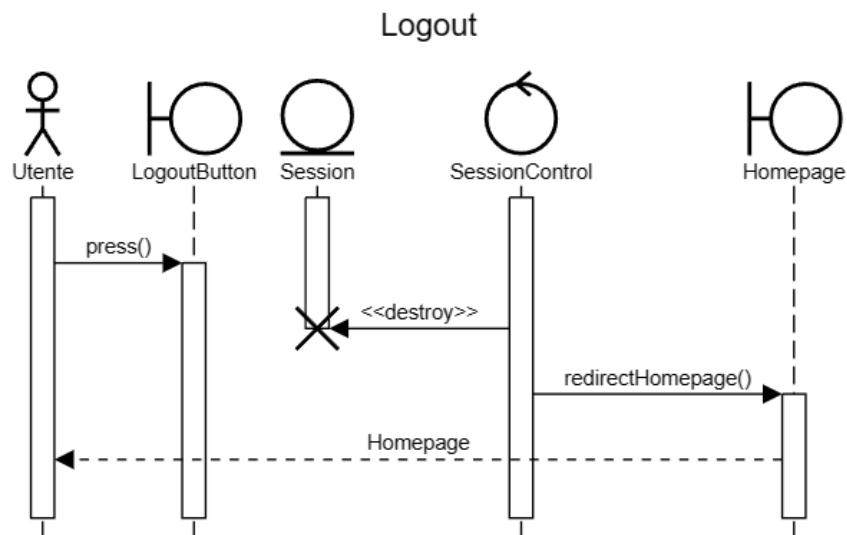 Logout
Utente
LogoutButton
Session
SessionControl
Homepage
press()
<<destroy>>
redirectHomepage()
Homepage